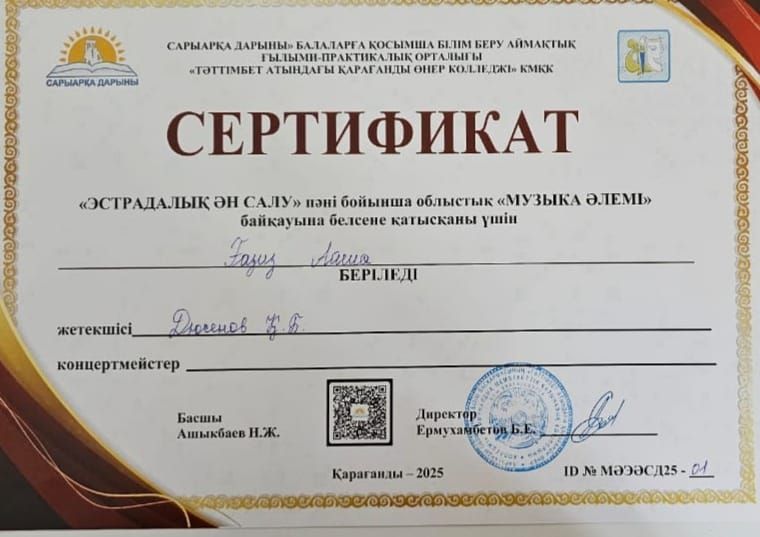 САРЫАРҚА ДАРЫНЫ» БАЛАЛАРҒА ҚОСЫМША БІЛІМ БЕРУ АЙМАҚТЫҚ
ҒЫЛЫМИ-ПРАКТИКАЛЫҚ ОРТАЛЫҒЫ
«ТӘТТІМБЕТ АТЫНДАҒЫ ҚАРАҒАНДЫ ӨНЕР КОЛЛЕДЖІ» КМҚК
САРЫАРҚА ДАРЫНЫ
СЕРТИФИКАТ
«ЭСТРАДАЛЫҚ ӘН САЛУ» пәні бойынша облыстық «МУЗЫКА ӘЛЕМІ»
байқауына белсене қатысқаны үшін
Ғазиз
БЕРІЛЕДІ
жетекшісі Дюсенов Қ.Б.
концертмейстер
Басшы
Ашыкбаев Н.Ж.
Директор
Ермухамбетов Б.Е.
Қарағанды – 2025
ID № МӘЭӘСД25 - 01